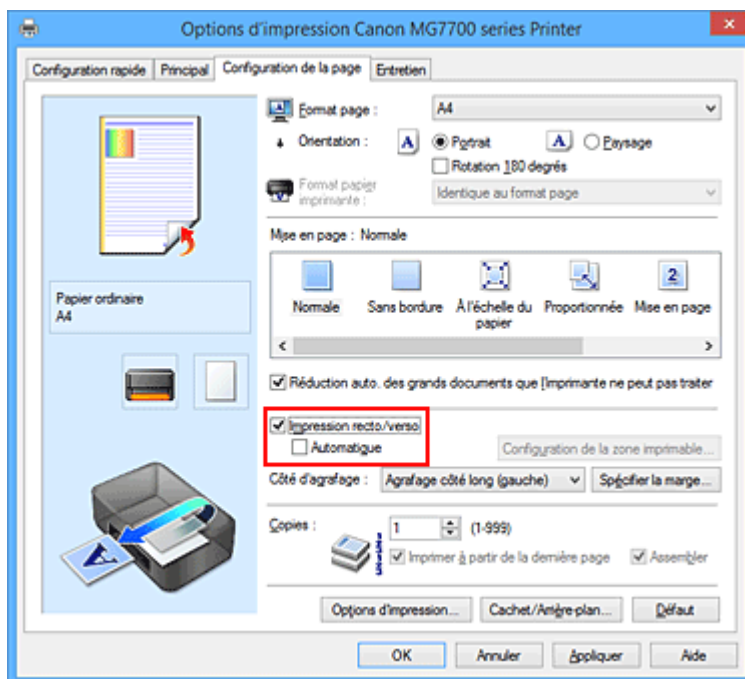 Options d'impression Canon MG7700 series Printer
Configuration rapide Principal Configuration de la page Entretien
Format page : A4
Orientation : A Portrait A Paysage
Rotation 180 degrés
Format papier imprimante : Identique au format page
Mise en page : Normale
Normale Sans bordure À l'échelle du papier Proportionnée Mise en page
2
Papier ordinaire
A4
Réduction auto. des grands documents que l'imprimante ne peut pas traiter
Impression recto/verso
Automatique Configuration de la zone imprimable...
Côté d'agrafage : Agrafage côté long (gauche) Spécifier la marge...
Copies : 1 (1-999)
Imprimer à partir de la dernière page Assembler
Options d'impression... Cachet/Arrière-plan... Défaut
OK Annuler Appliquer Aide